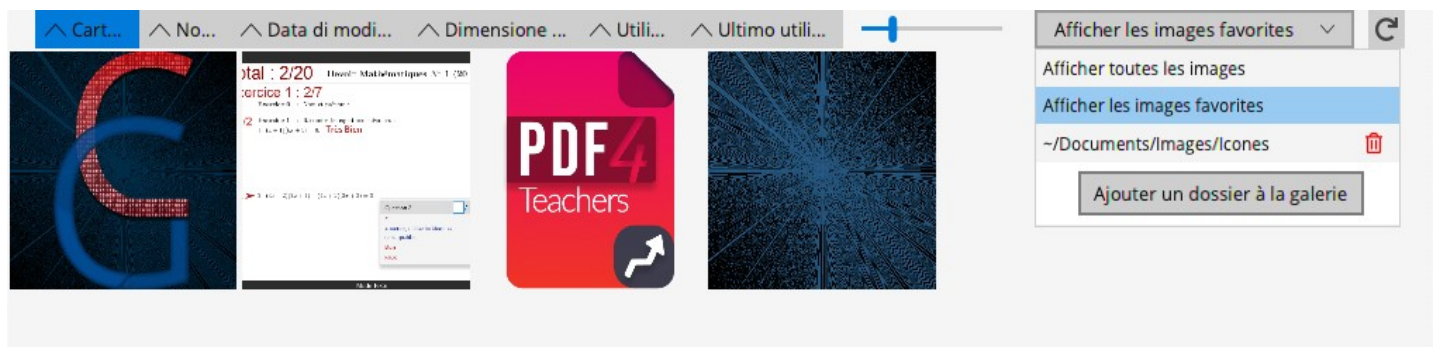 Cart...
No...
Data di modi...
Dimensione ...
Utili...
Ultimo utili...
Afficher les images favorites
Afficher toutes les images
Afficher les images favorites
~/Documents/Images/Icones
Ajouter un dossier à la galerie
otal : 2/20
Mathématiques
ercice 1 : 2/7
Très Bien
PDF4
Teachers